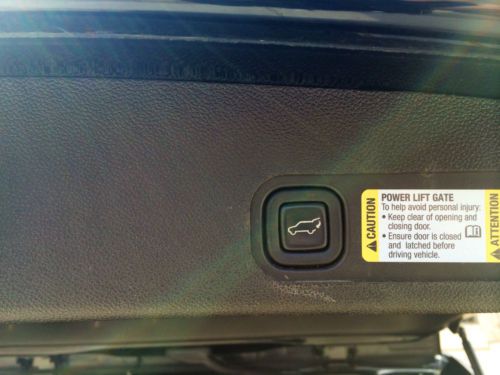 CAUTION
POWER LIFT GATE
To help avoid personal injury:
• Keep clear of opening and
closing door.
• Ensure door is closed
and latched before
driving vehicle.
ATTENTION